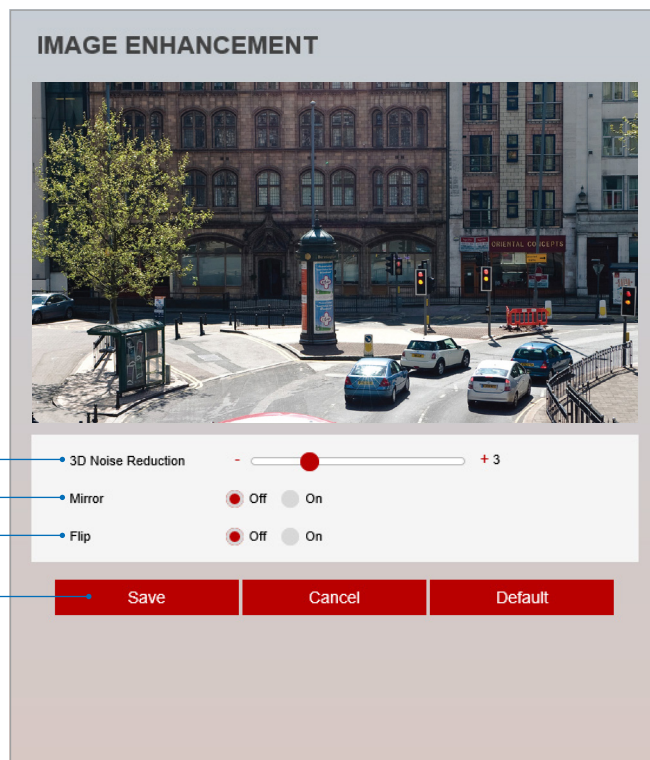 IMAGE ENHANCEMENT
ORIENTAL CONCEPTS
3D Noise Reduction - + 3
Mirror Off On
Flip Off On
Save Cancel Default